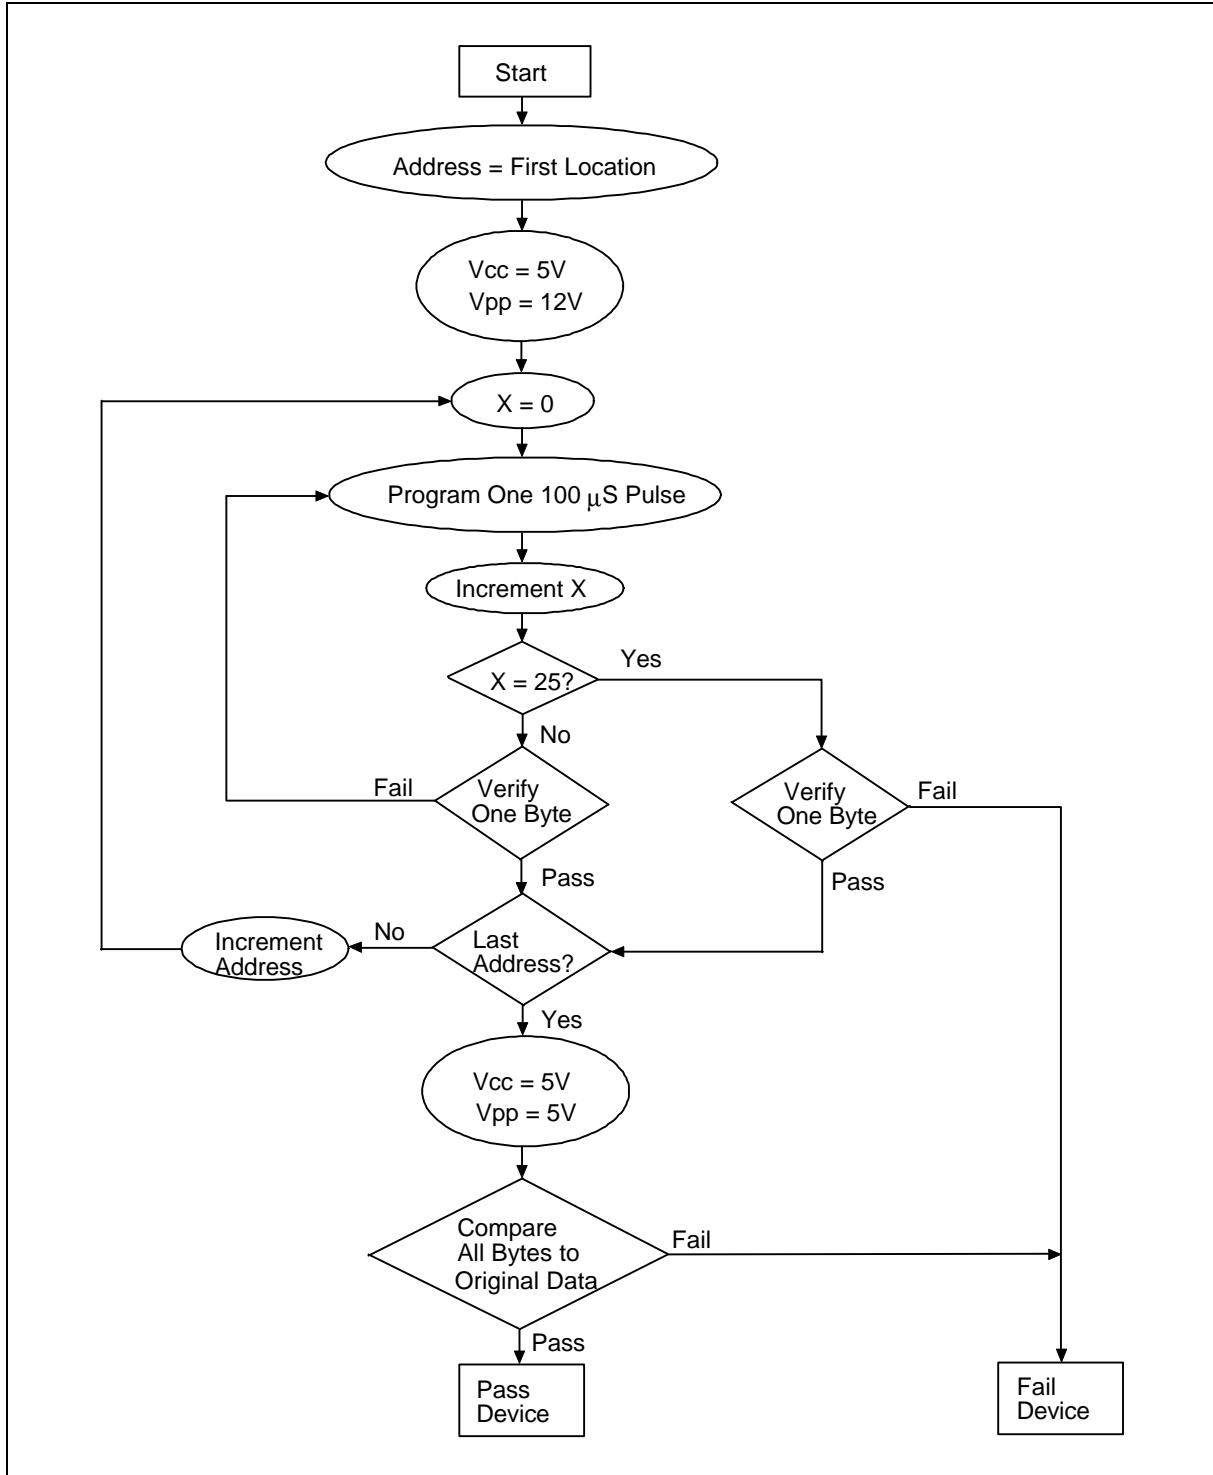 Start
Address = First Location
Vcc = 5V
Vpp = 12V
X = 0
Program One 100 μS Pulse
Increment X
X = 25?
Yes
No
Fail
Verify
One Byte
Verify
One Byte
Fail
Pass
Pass
Increment
Address
No
Last
Address?
Yes
Vcc = 5V
Vpp = 5V
Compare
All Bytes to
Original Data
Fail
Pass
Pass
Device
Fail
Device